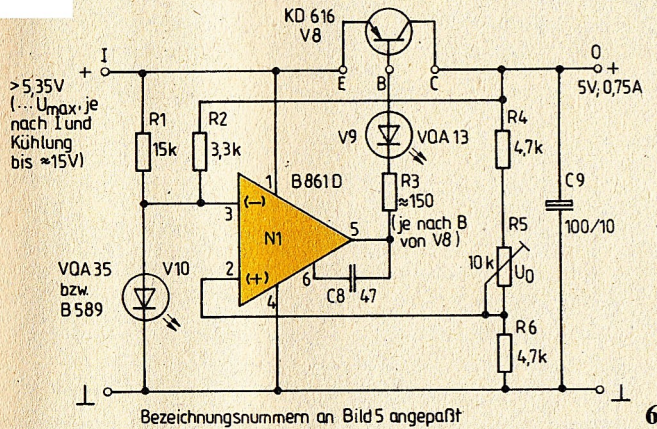 KD 616
V8
I
O
+
E
B
C
+
>5,35V
(...Umax, je
nach I und
Kühlung
bis ≈15V)
5V; 0,75A
R1
15k
R2
3,3k
V9
VQA 13
R4
4,7k
B 861 D
R3
≈150
(je nach B
von V8)
C9
100/10
1
(−)
3
N1
5
R5
10k
U0
2
(+)
6
4
C8
47
VQA 35
bzw.
B 589
V10
R6
4,7k
⊥
⊥
Bezeichnungsnummern an Bild 5 angepaßt
6